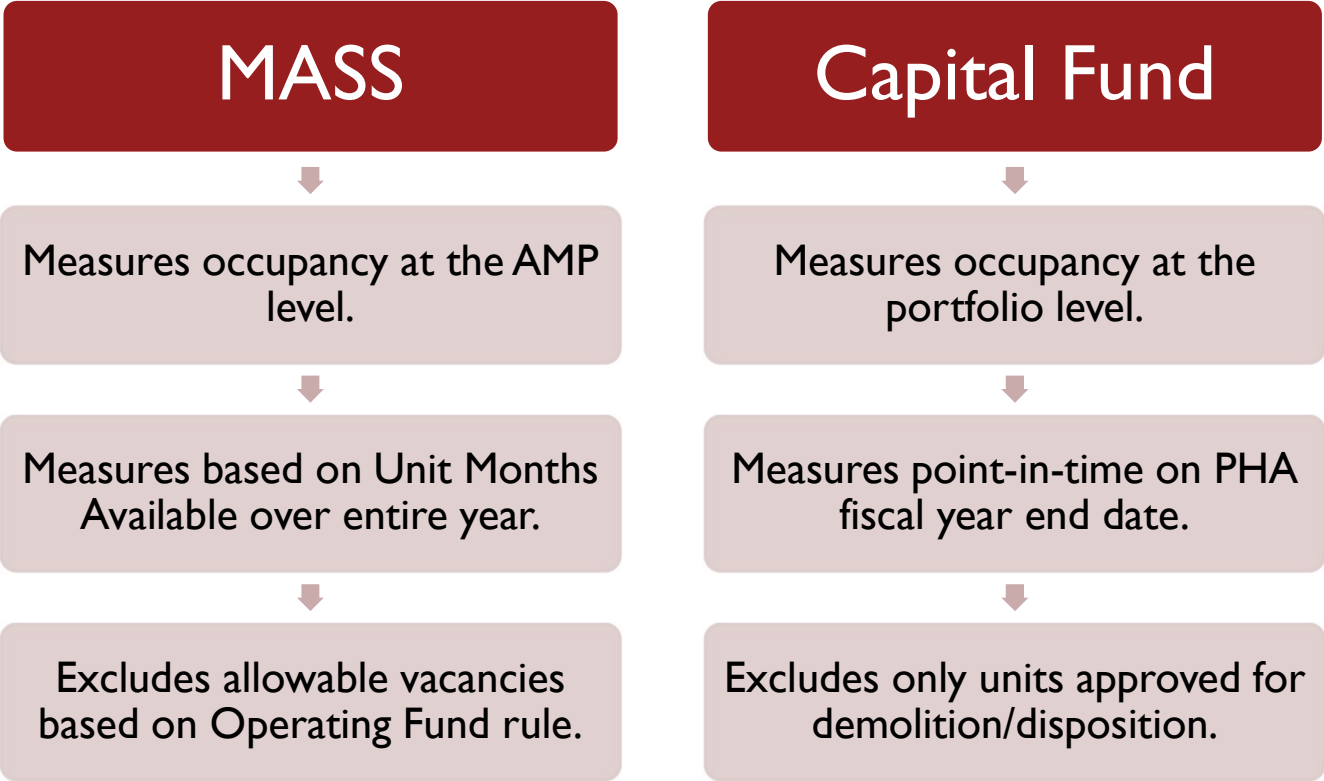 MASS
Measures occupancy at the AMP
level.
Measures based on Unit Months
Available over entire year.
Excludes allowable vacancies
based on Operating Fund rule.
Capital Fund
Measures occupancy at the
portfolio level.
Measures point-in-time on PHA
fiscal year end date.
Excludes only units approved for
demolition/disposition.